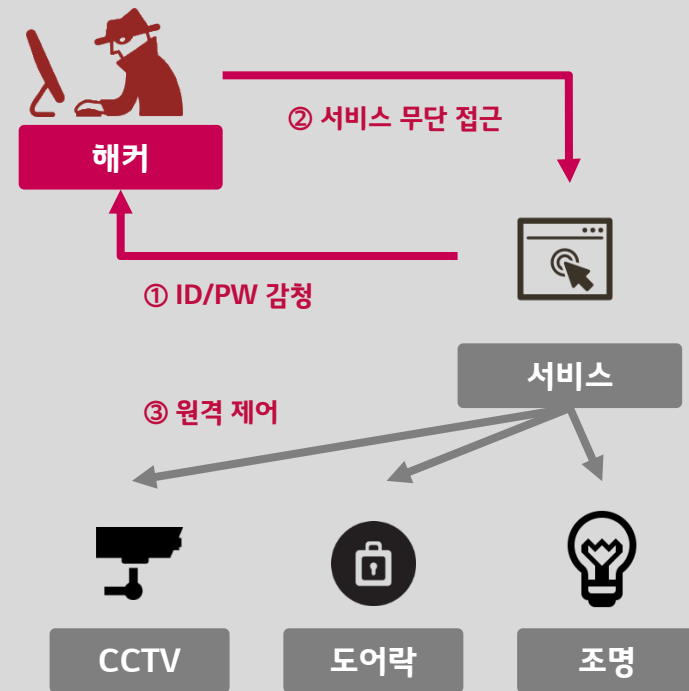 해커
② 서비스 무단 접근
① ID/PW 감청
서비스
③ 원격 제어
CCTV
도어락
조명